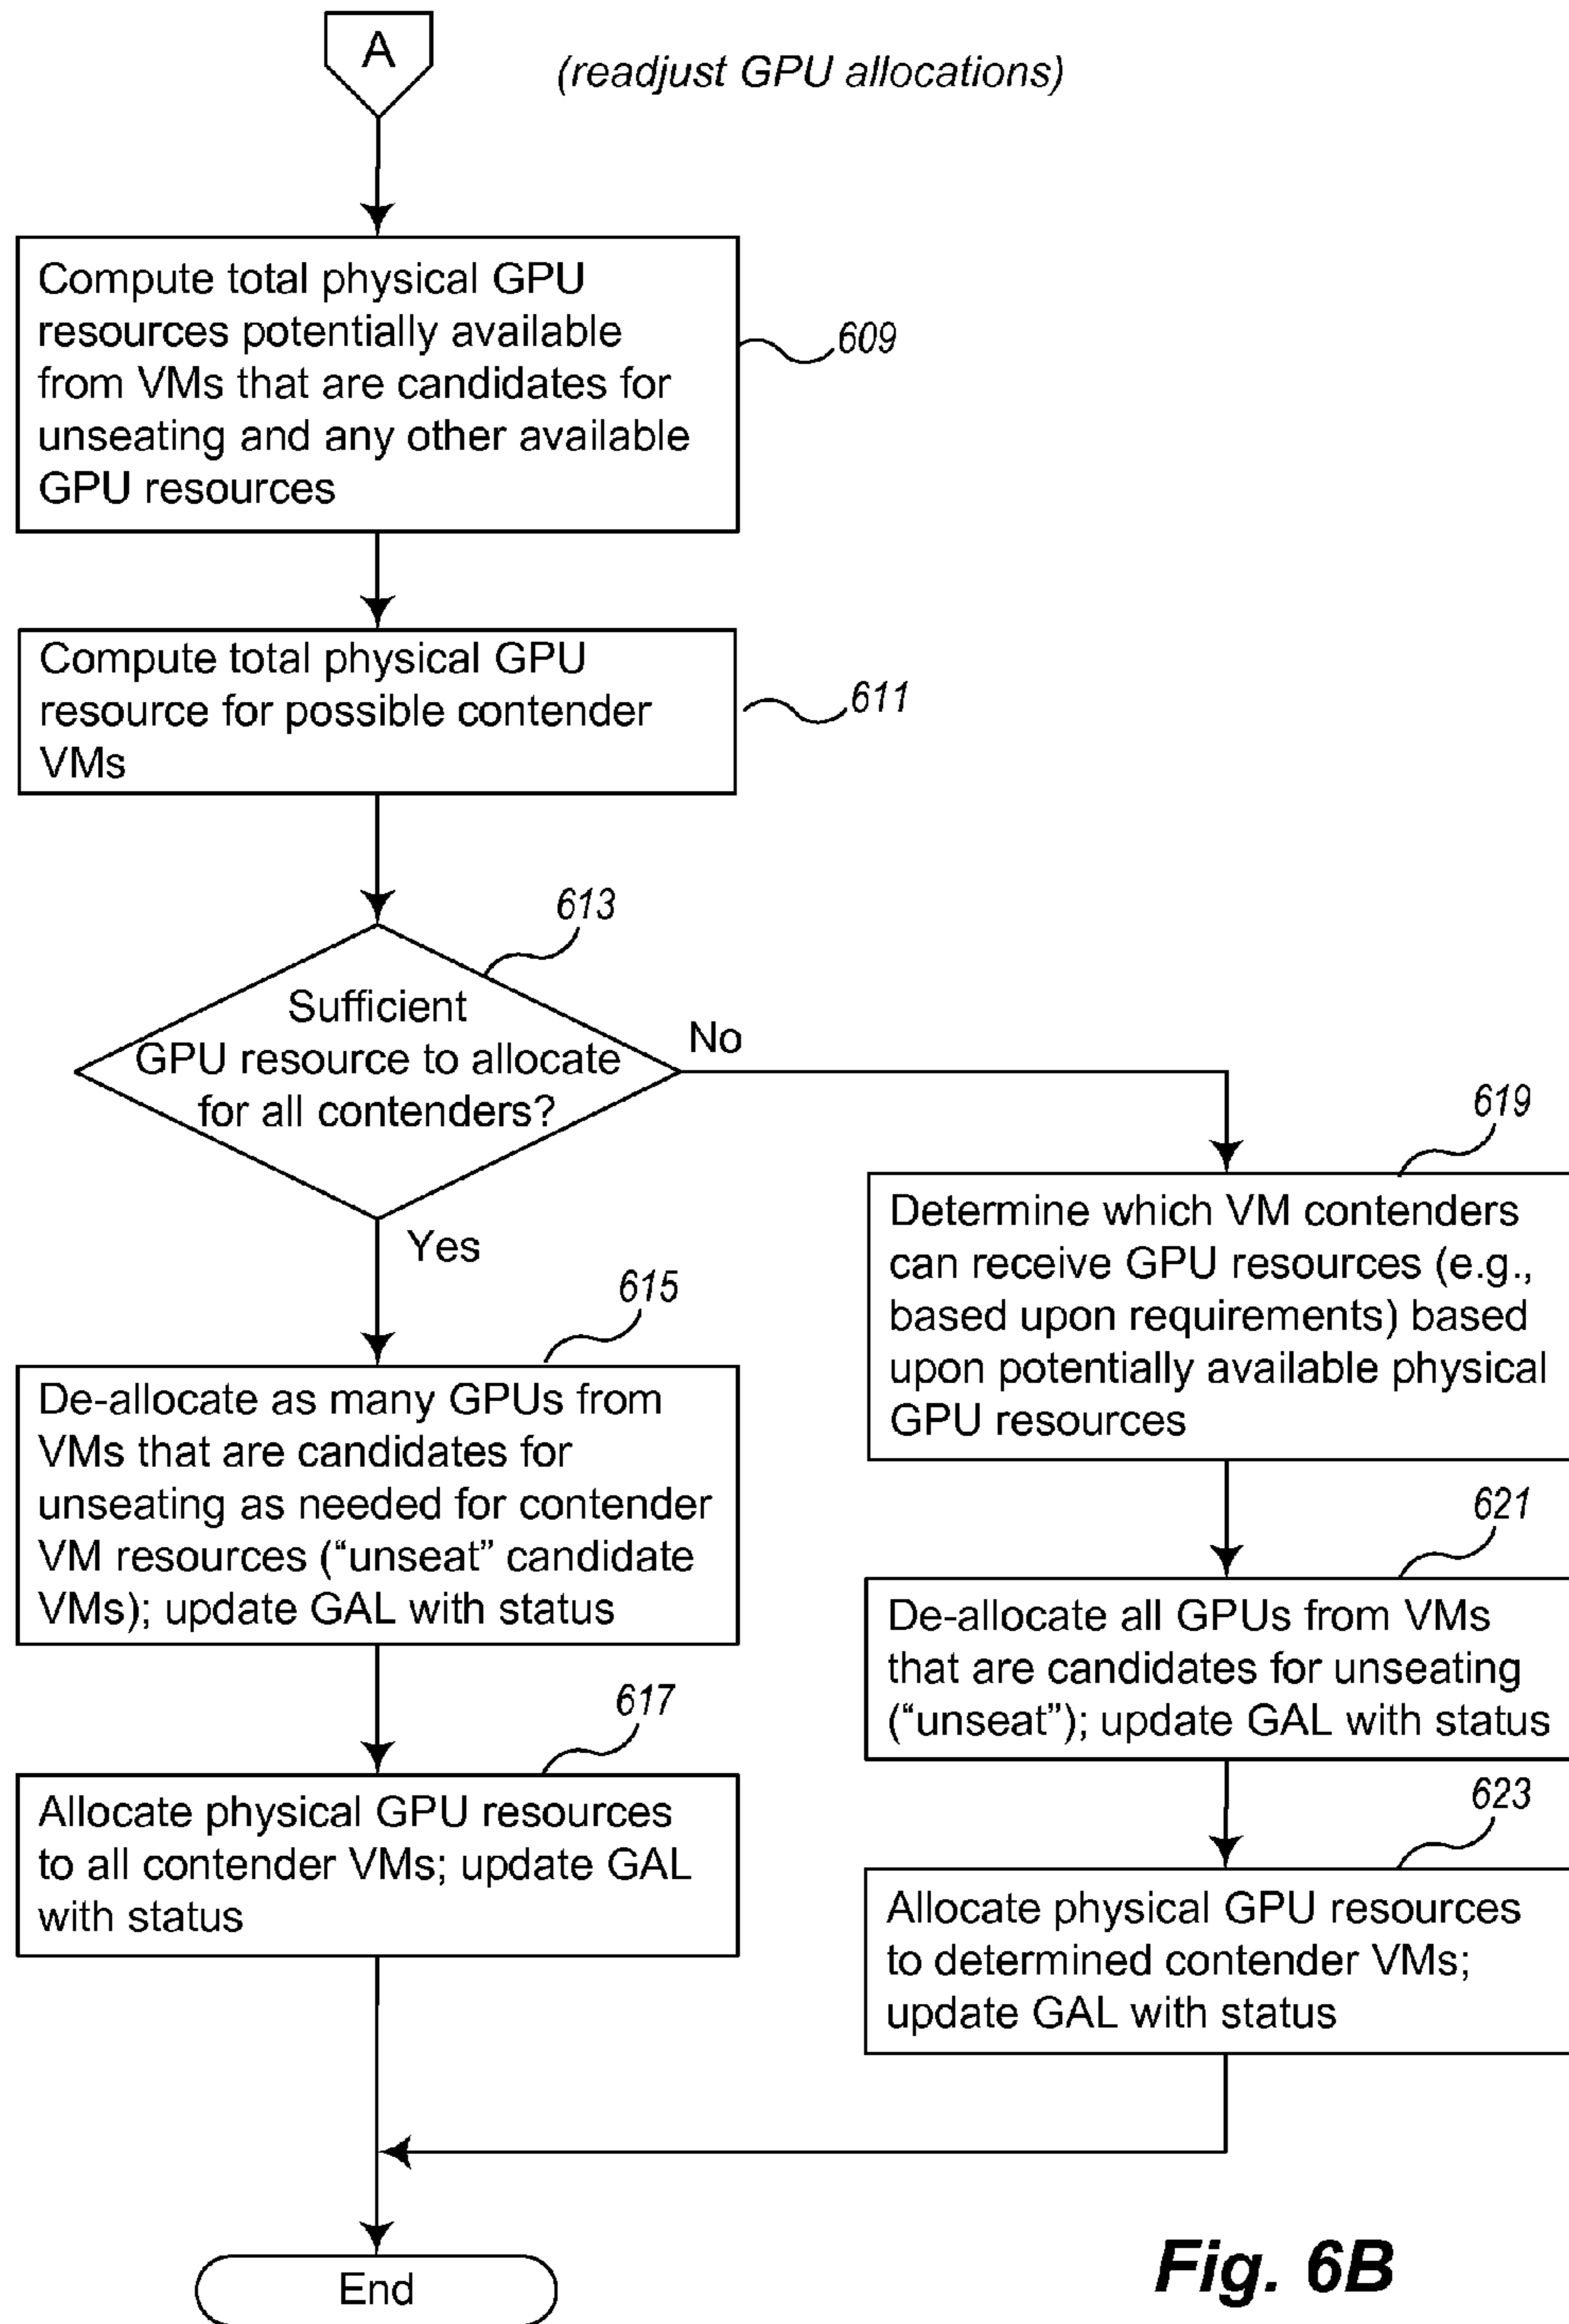 A
(readjust GPU allocations)
Compute total physical GPU
resources potentially available
from VMs that are candidates for
unseating and any other available
GPU resources
609
Compute total physical GPU
resource for possible contender
VMs
611
613
Sufficient
GPU resource to allocate
for all contenders?
No
Yes
615
De-allocate as many GPUs from
VMs that are candidates for
unseating as needed for contender
VM resources (“unseat” candidate
VMs); update GAL with status
617
Allocate physical GPU resources
to all contender VMs; update GAL
with status
619
Determine which VM contenders
can receive GPU resources (e.g.,
based upon requirements) based
upon potentially available physical
GPU resources
621
De-allocate all GPUs from VMs
that are candidates for unseating
(“unseat”); update GAL with status
623
Allocate physical GPU resources
to determined contender VMs;
update GAL with status
End
Fig. 6B